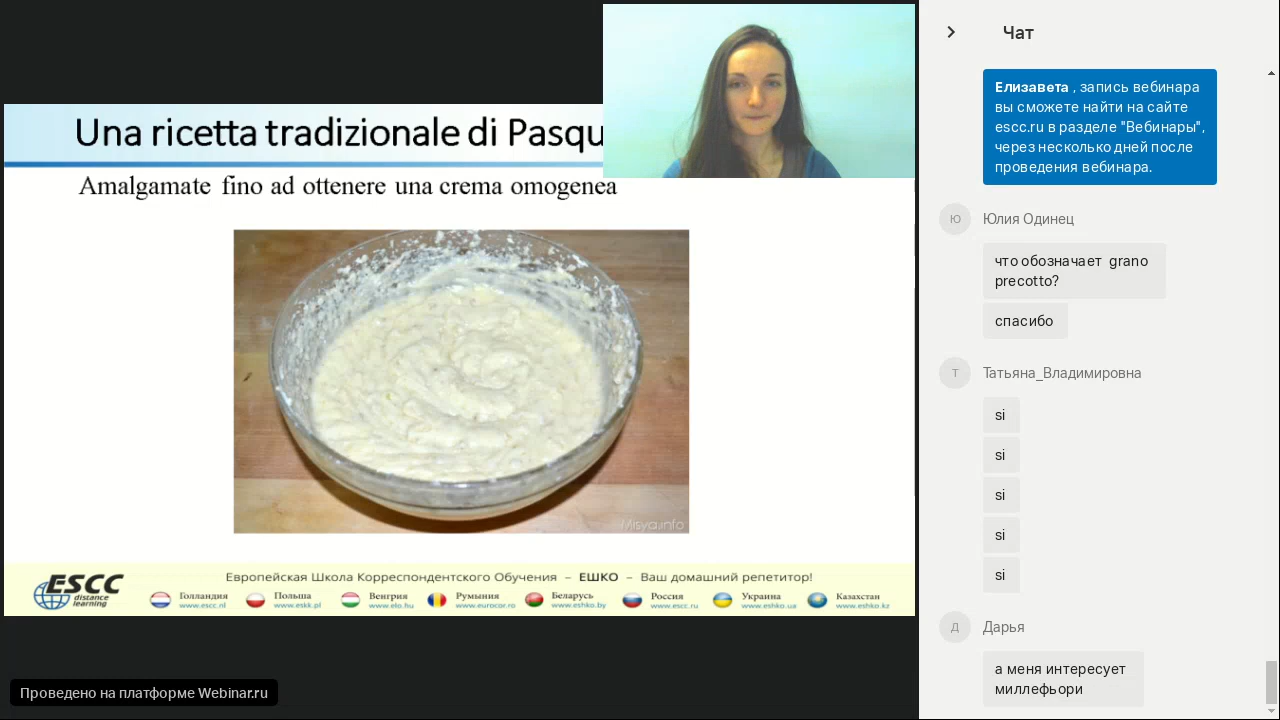 Una ricetta tradizionale di Pasqu
Amalgamate fino ad ottenere una crema omogenea
Misya.info
ESCC
distance
learning
Европейская Школа Корреспондентского Обучения – ЕШКО – Ваш домашний репетитор!
Голландия
www.escc.nl
Польша
www.eskk.pl
Венгрия
www.elo.hu
Румыния
www.eurocor.ro
Беларусь
www.eshko.by
Россия
www.escc.ru
Украина
www.eshko.ua
Казахстан
www.eshko.kz
Проведено на платформе Webinar.ru
Чат
Елизавета , запись вебинара
вы сможете найти на сайте
escc.ru в разделе "Вебинары",
через несколько дней после
проведения вебинара.
Ю
Юлия Одинец
что обозначает grano
precotto?
спасибо
Т
Татьяна_Владимировна
si
si
si
si
si
Д
Дарья
а меня интересует
миллефьори